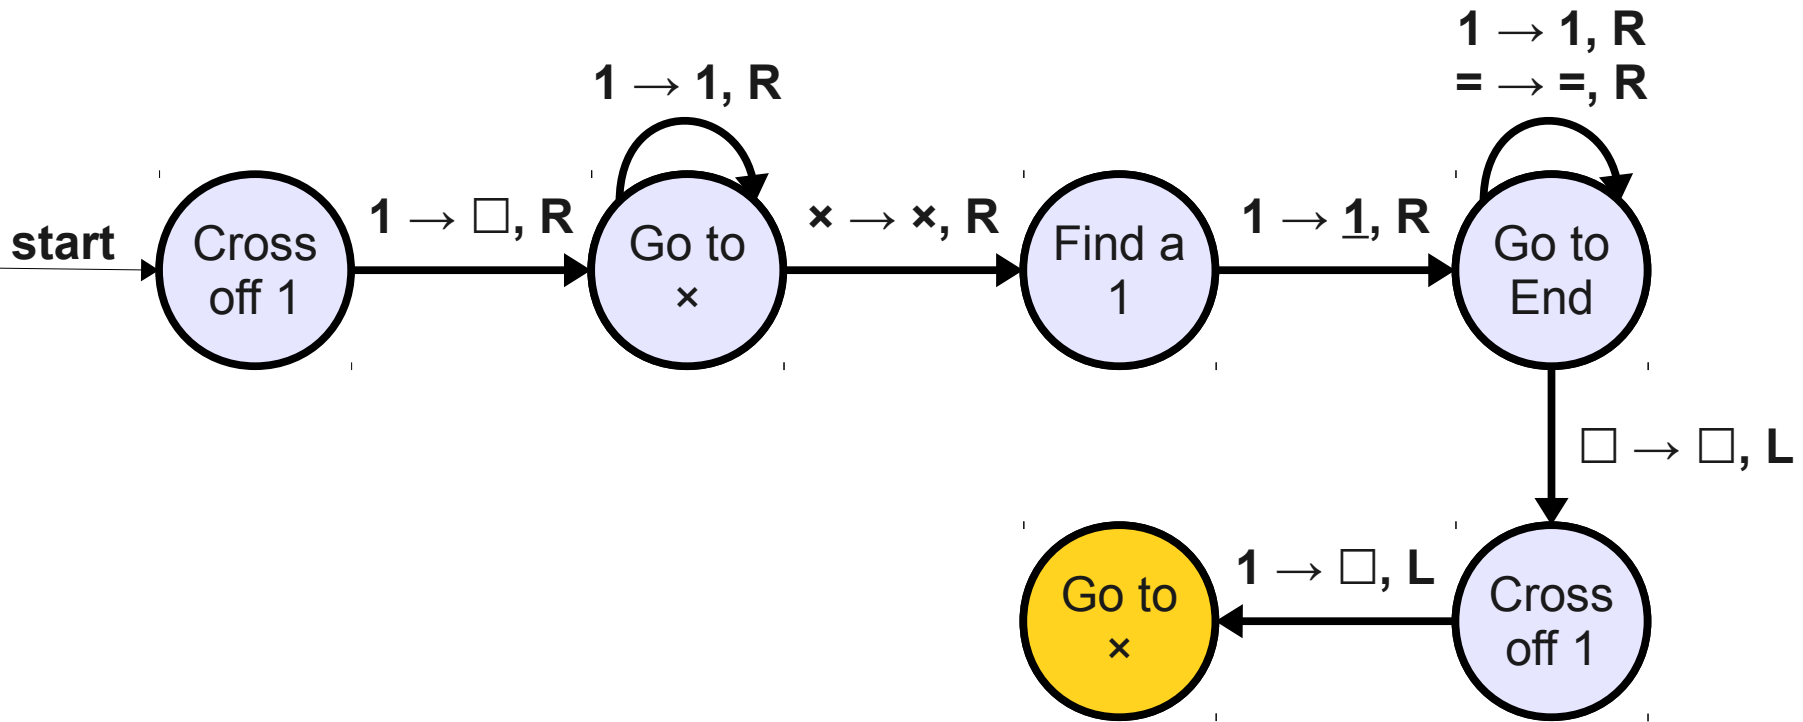 1 → 1, R
= → =, R
1 → 1, R
start
Cross
off 1
1 → □, R
Go to
×
× → ×, R
Find a
1
1 → 1̲, R
Go to
End
□ → □, L
Go to
×
1 → □, L
Cross
off 1